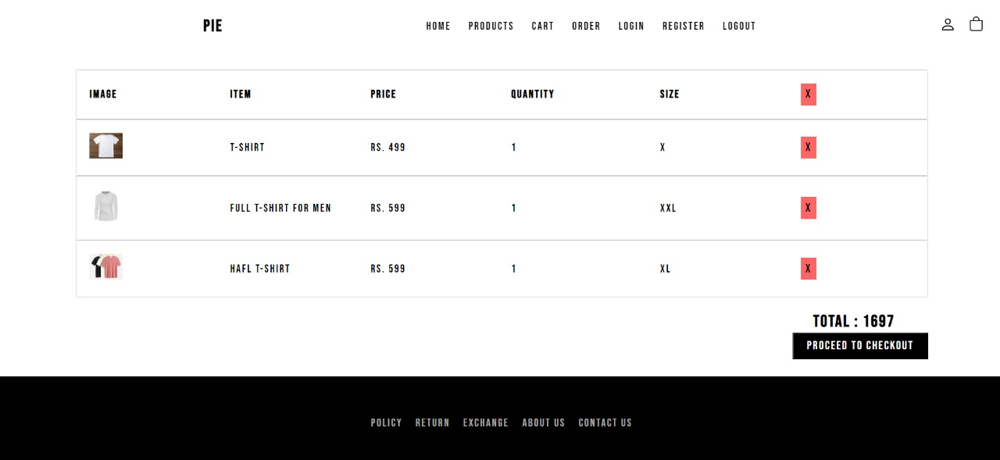 PIE HOME PRODUCTS CART ORDER LOGIN REGISTER LOGOUT
IMAGE ITEM PRICE QUANTITY SIZE X
T-SHIRT RS. 499 1 X X
FULL T-SHIRT FOR MEN RS. 599 1 XXL X
HAFL T-SHIRT RS. 599 1 XL X
TOTAL : 1697
PROCEED TO CHECKOUT
POLICY RETURN EXCHANGE ABOUT US CONTACT US